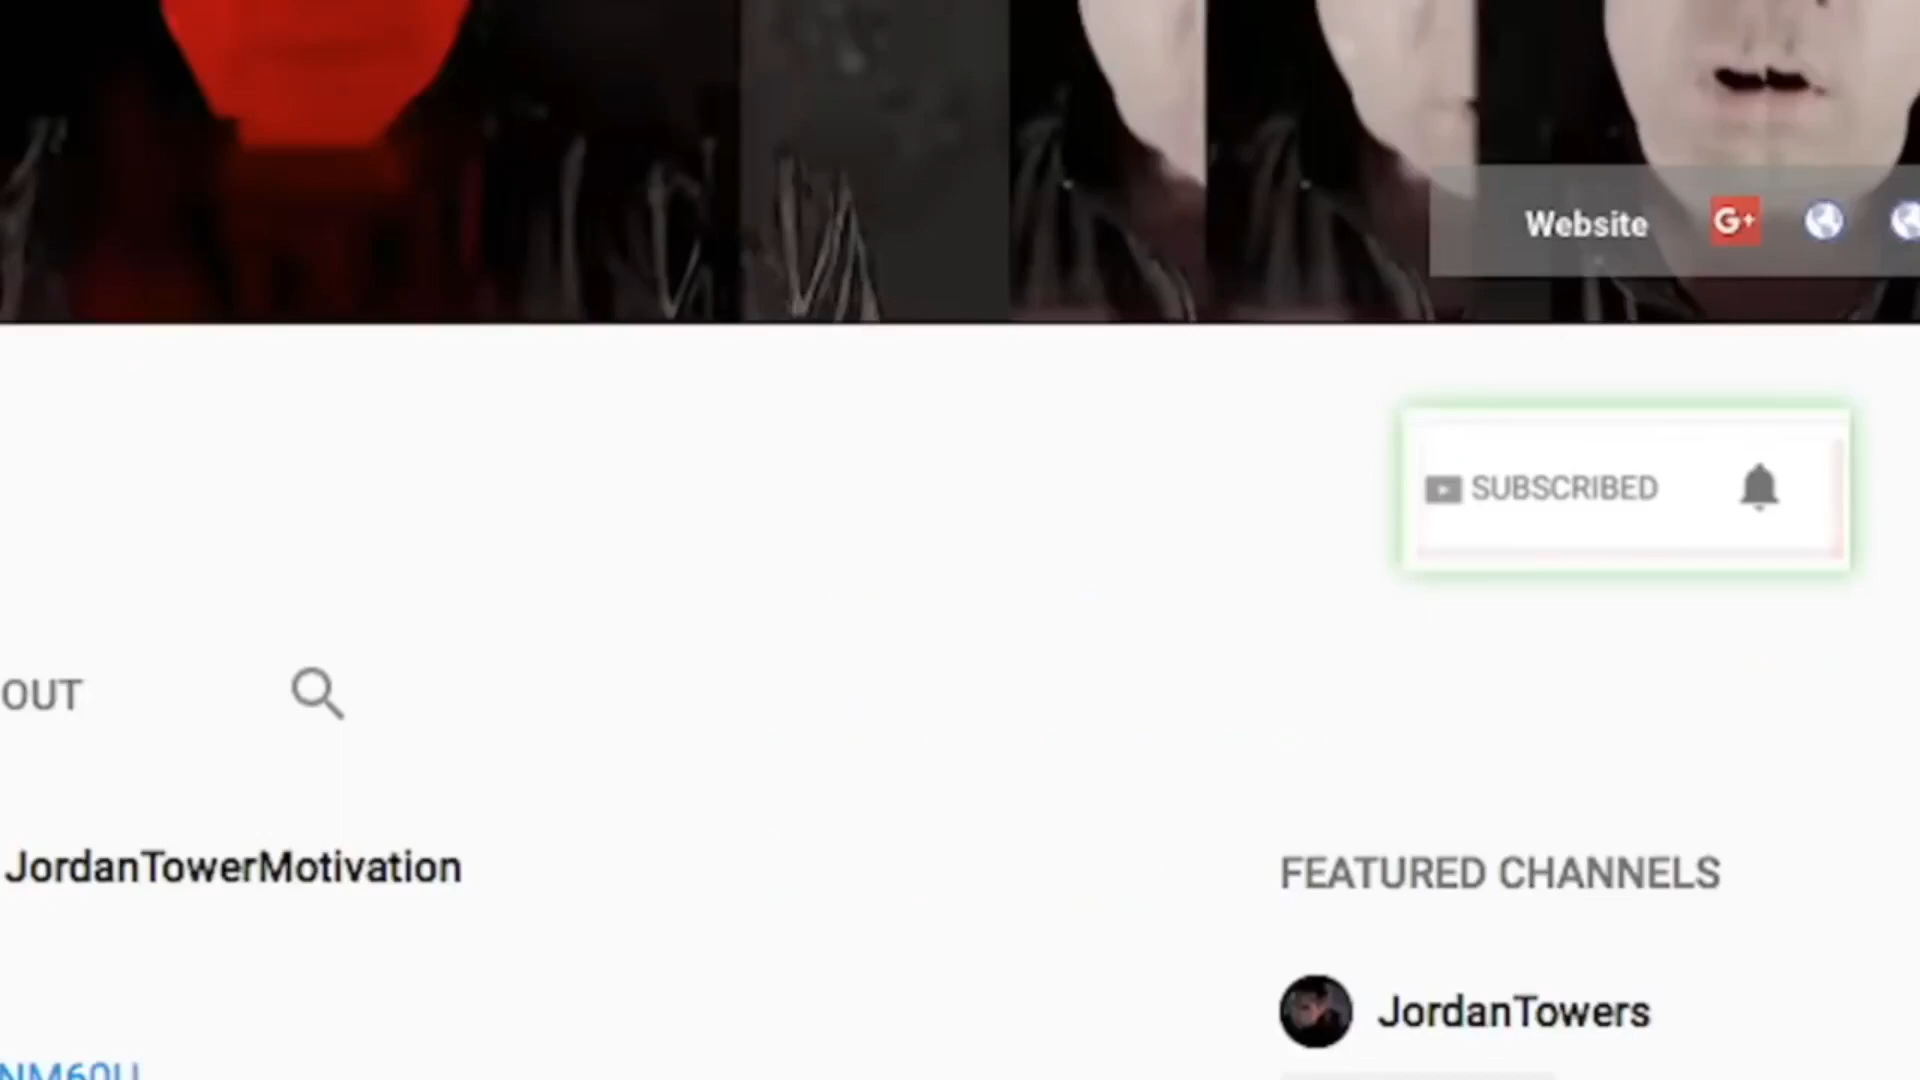 Website G+
SUBSCRIBED
OUT
JordanTowerMotivation
FEATURED CHANNELS
JordanTowers